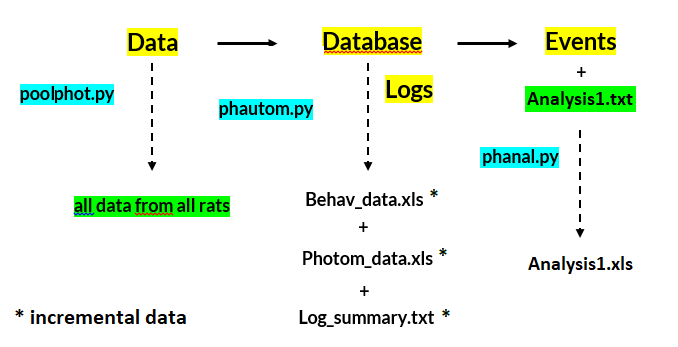 Data
Database
Events
+
poolphot.py
Logs
Analysis1.txt
phautom.py
phanal.py
all data from all rats
Behav_data.xls *
+
Photom_data.xls *
Analysis1.xls
+
* incremental data
Log_summary.txt *